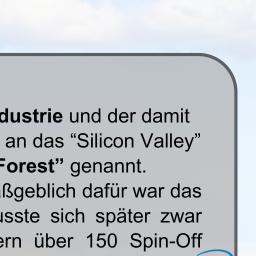 dustrie und der damit
an das “Silicon Valley”
Forest” genannt.
ßgeblich dafür war das
usste sich später zwar
ern über 150 Spin-Off